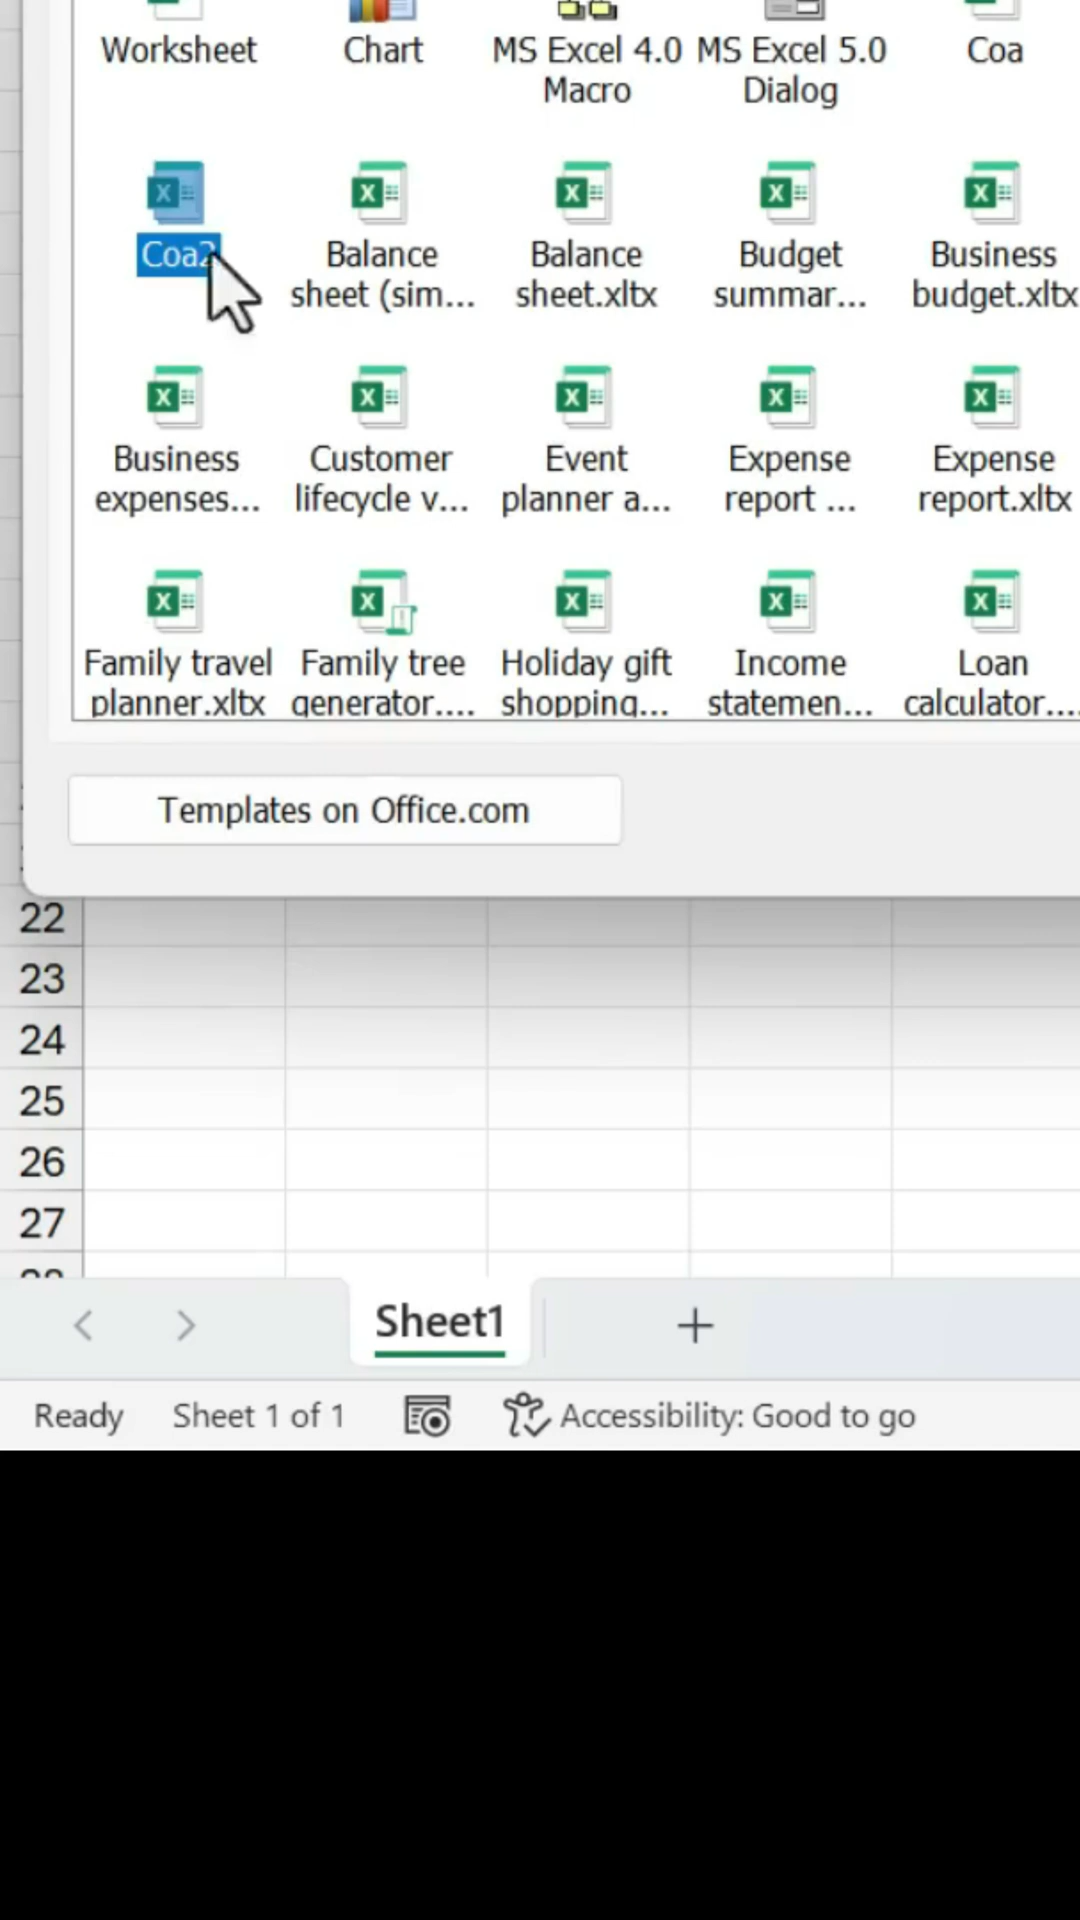 Worksheet
Chart
MS Excel 4.0
Macro
MS Excel 5.0
Dialog
Coa
Coa2
Balance
sheet (sim...
Balance
sheet.xltx
Budget
summar...
Business
budget.xltx
Business
expenses...
Customer
lifecycle v...
Event
planner a...
Expense
report ...
Expense
report.xltx
Family travel
planner.xltx
Family tree
generator....
Holiday gift
shopping...
Income
statemen...
Loan
calculator....
Templates on Office.com
22
23
24
25
26
27
Sheet1
Ready
Sheet 1 of 1
Accessibility: Good to go